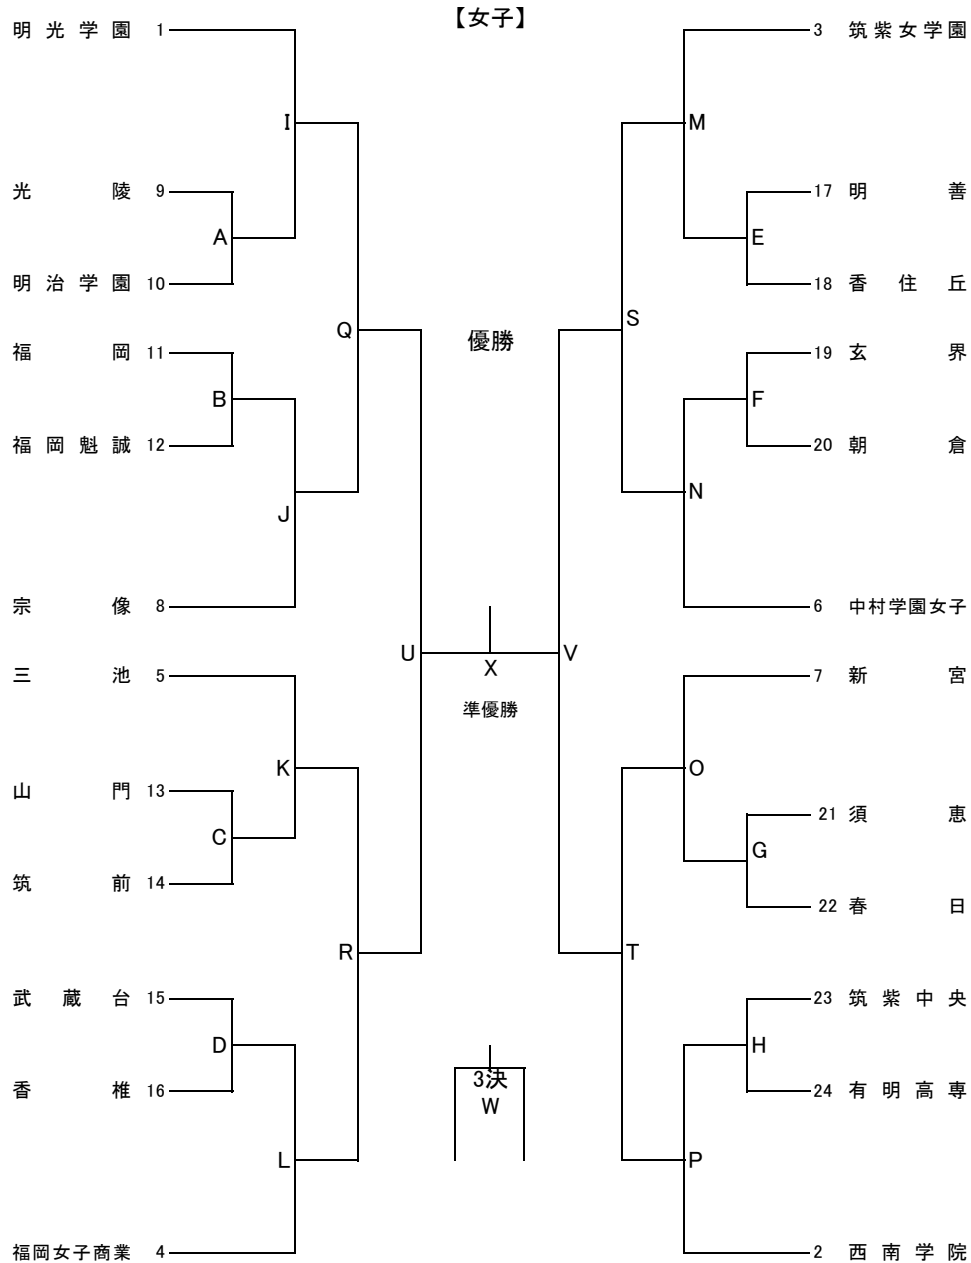 【女子】
明光学園 1
3 筑紫女学園
I
M
光陵 9
17 明善
A
E
明治学園 10
18 香住丘
Q
S
優勝
福岡 11
19 玄界
B
F
福岡魁誠 12
20 朝倉
J
N
宗像 8
6 中村学園女子
U
V
X
三池 5
7 新宮
準優勝
K
O
山門 13
21 須恵
C
G
筑前 14
22 春日
R
T
武蔵台 15
23 筑紫中央
D
H
3決
W
香椎 16
24 有明高専
L
P
福岡女子商業 4
2 西南学院